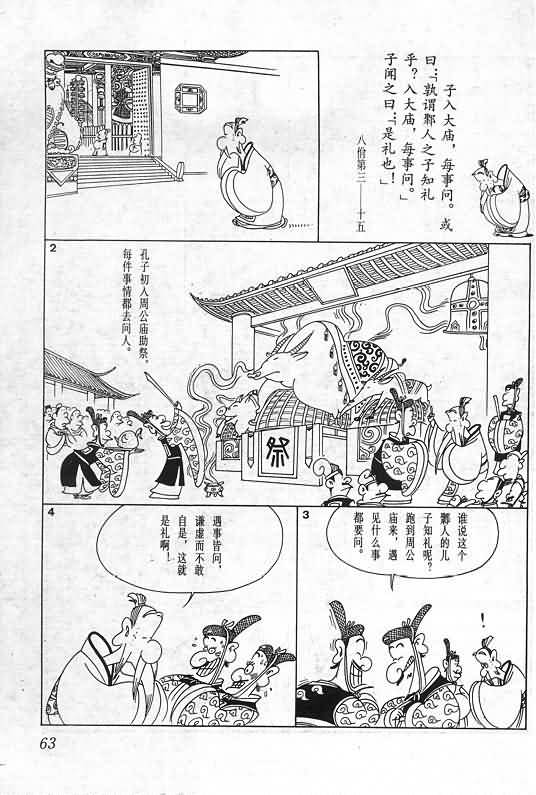 子入大庙，每事问。或
曰：“孰谓鄹人之子知礼
乎？入大庙，每事问。”
子闻之曰：“是礼也！”
八佾第三——十五
2
孔子初入周公庙助祭，
每件事情都去问人。
祭
3
谁说这个
鄹人的儿
子知礼呢？
跑到周公
庙来，遇
见什么事
都要问。
！
4
遇事皆问，
谦虚而不敢
自是，这就
是礼啊！
63